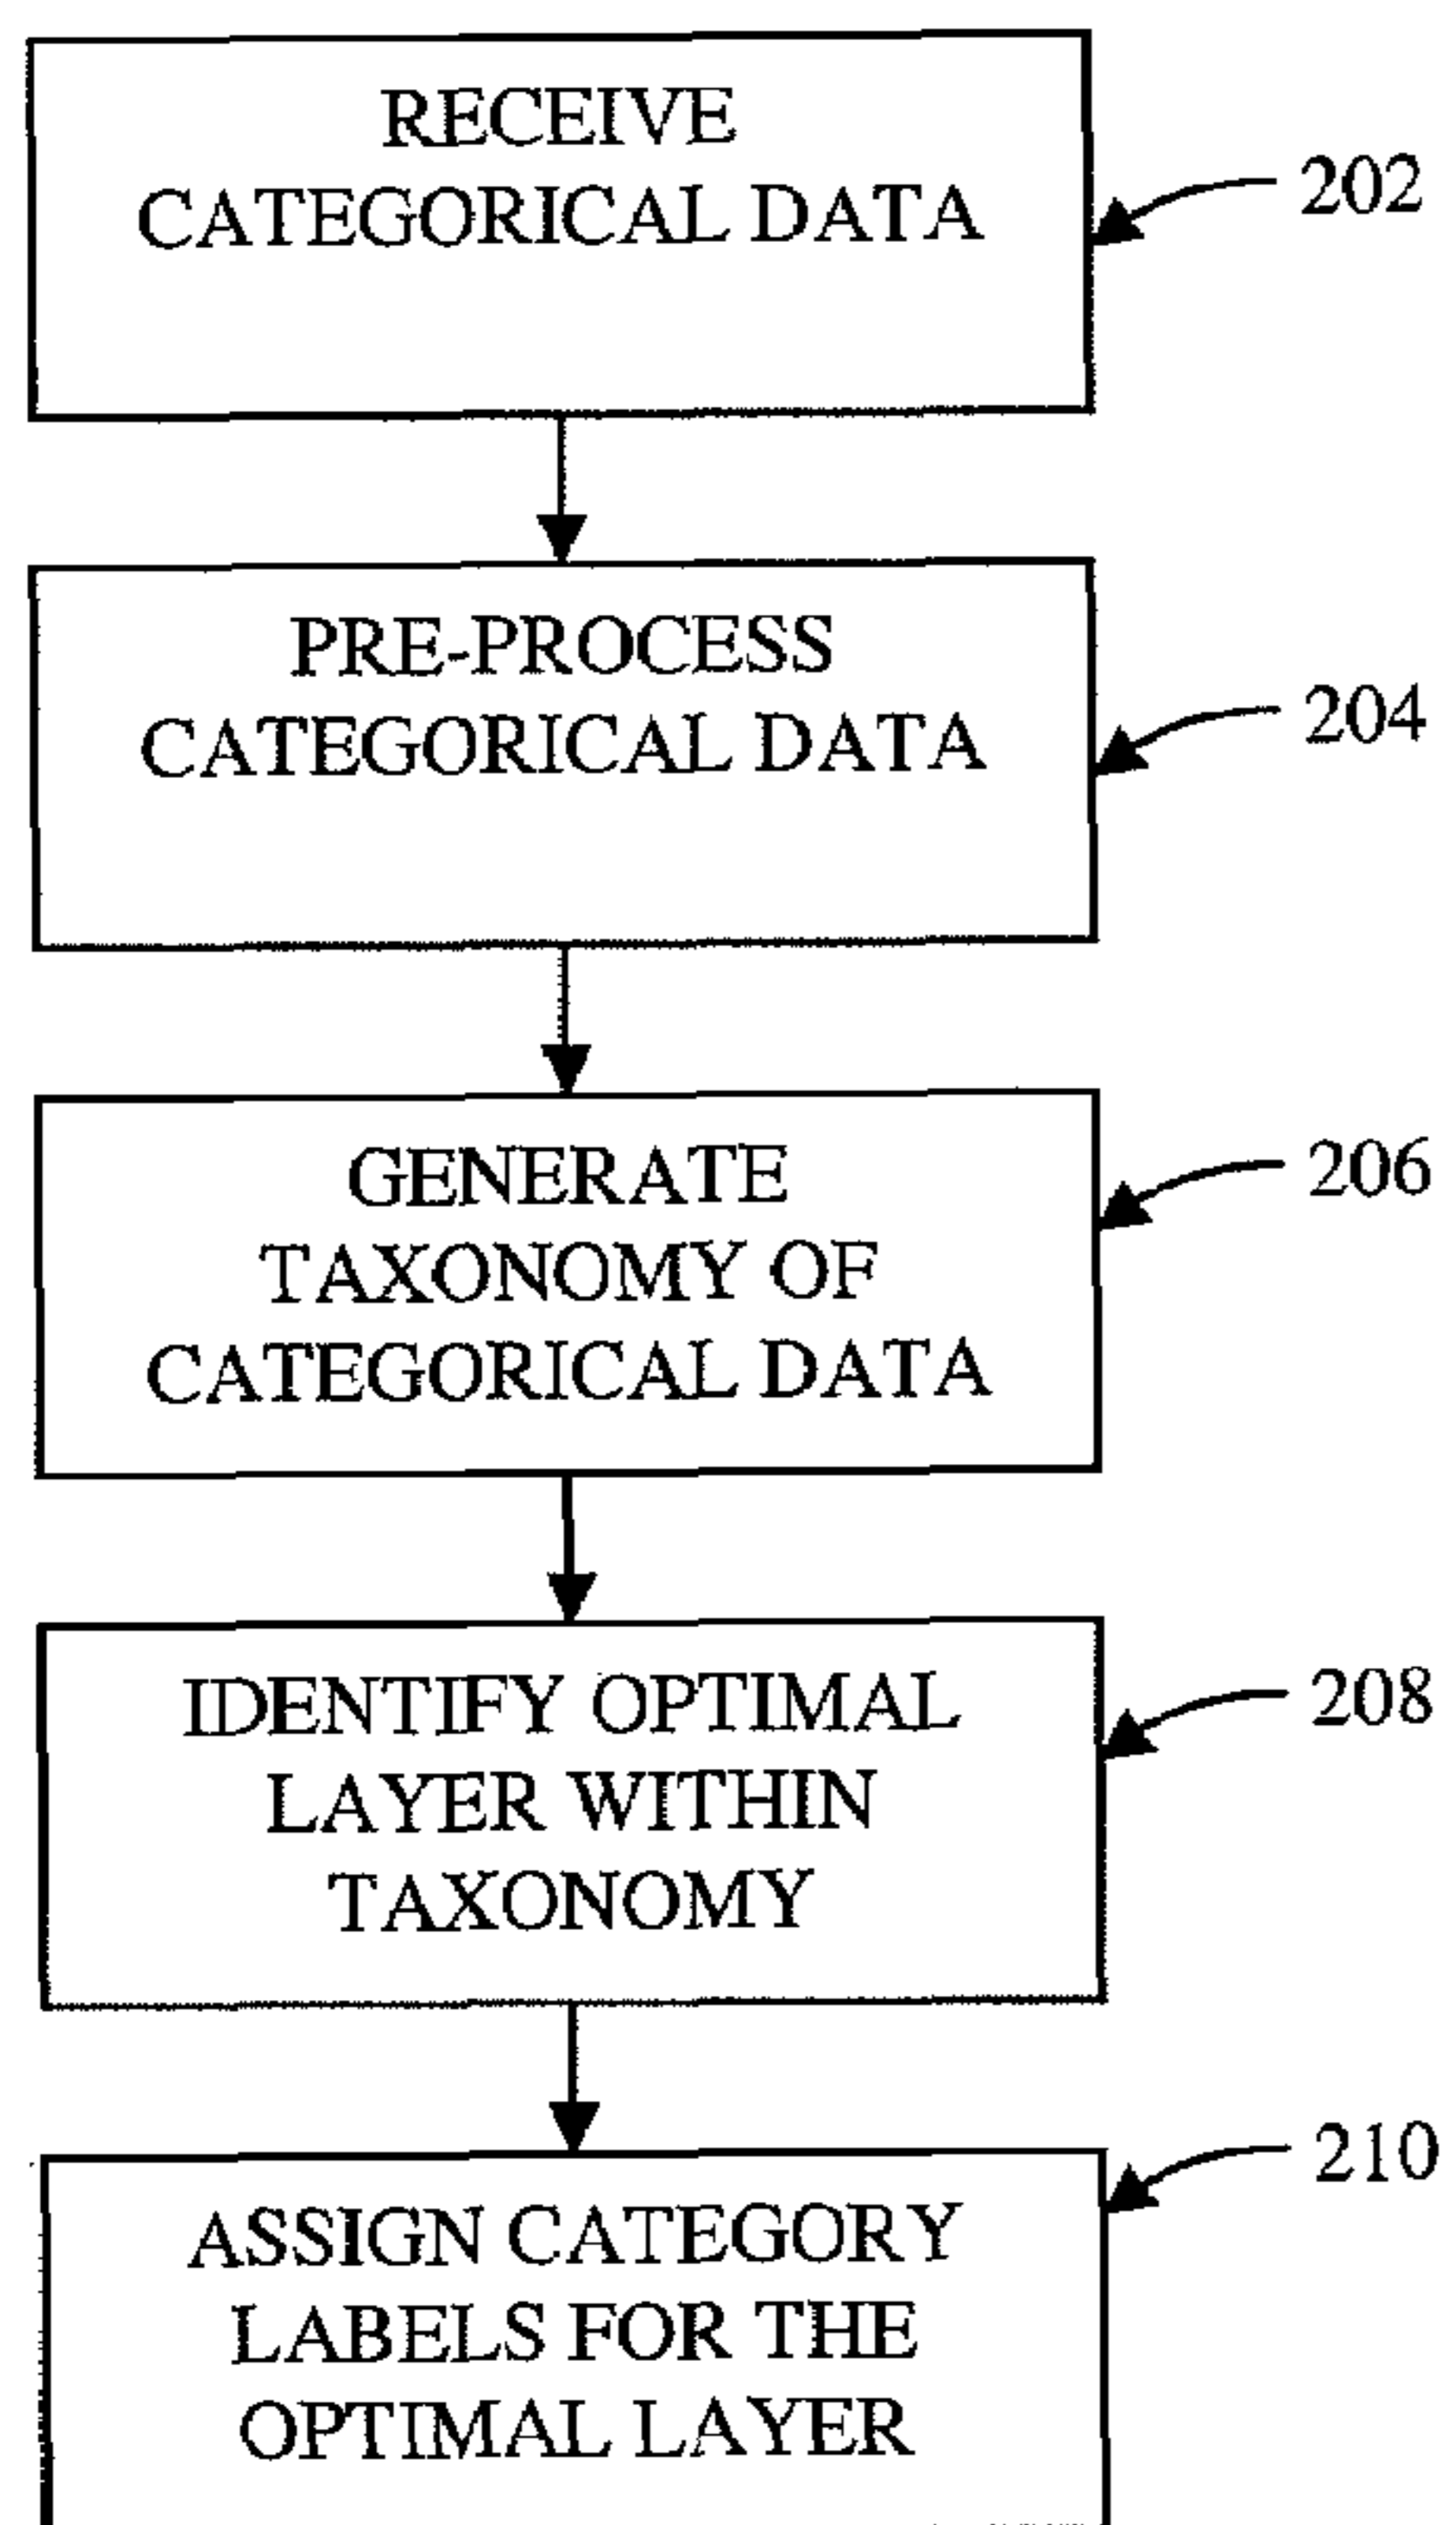 RECEIVE
CATEGORICAL DATA
202
PRE-PROCESS
CATEGORICAL DATA
204
GENERATE
TAXONOMY OF
CATEGORICAL DATA
206
IDENTIFY OPTIMAL
LAYER WITHIN
TAXONOMY
208
ASSIGN CATEGORY
LABELS FOR THE
OPTIMAL LAYER
210